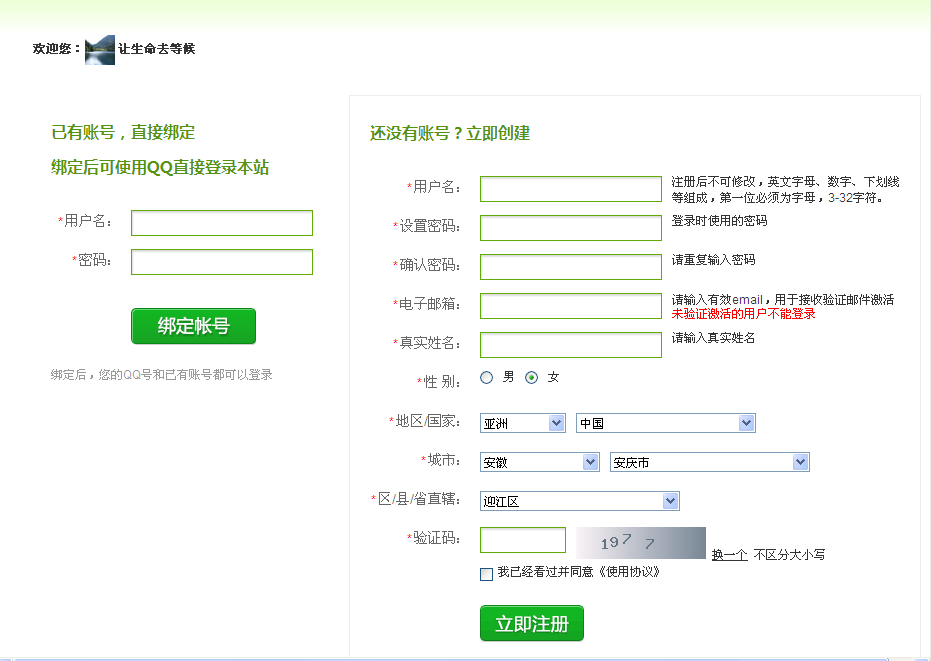 欢迎您： 让生命去等候
已有账号，直接绑定
绑定后可使用QQ直接登录本站
*用户名：
*密码：
绑定帐号
绑定后，您的QQ号和已有账号都可以登录
还没有账号？立即创建
*用户名： 注册后不可修改，英文字母、数字、下划线
等组成，第一位必须为字母，3-32字符。
*设置密码： 登录时使用的密码
*确认密码： 请重复输入密码
*电子邮箱： 请输入有效email，用于接收验证邮件激活
未验证激活的用户不能登录
*真实姓名： 请输入真实姓名
*性 别： 男 女
*地区/国家： 亚洲 中国
*城市： 安徽 安庆市
*区/县/省直辖： 迎江区
*验证码： 1977 换一个 不区分大小写
我已经看过并同意《使用协议》
立即注册